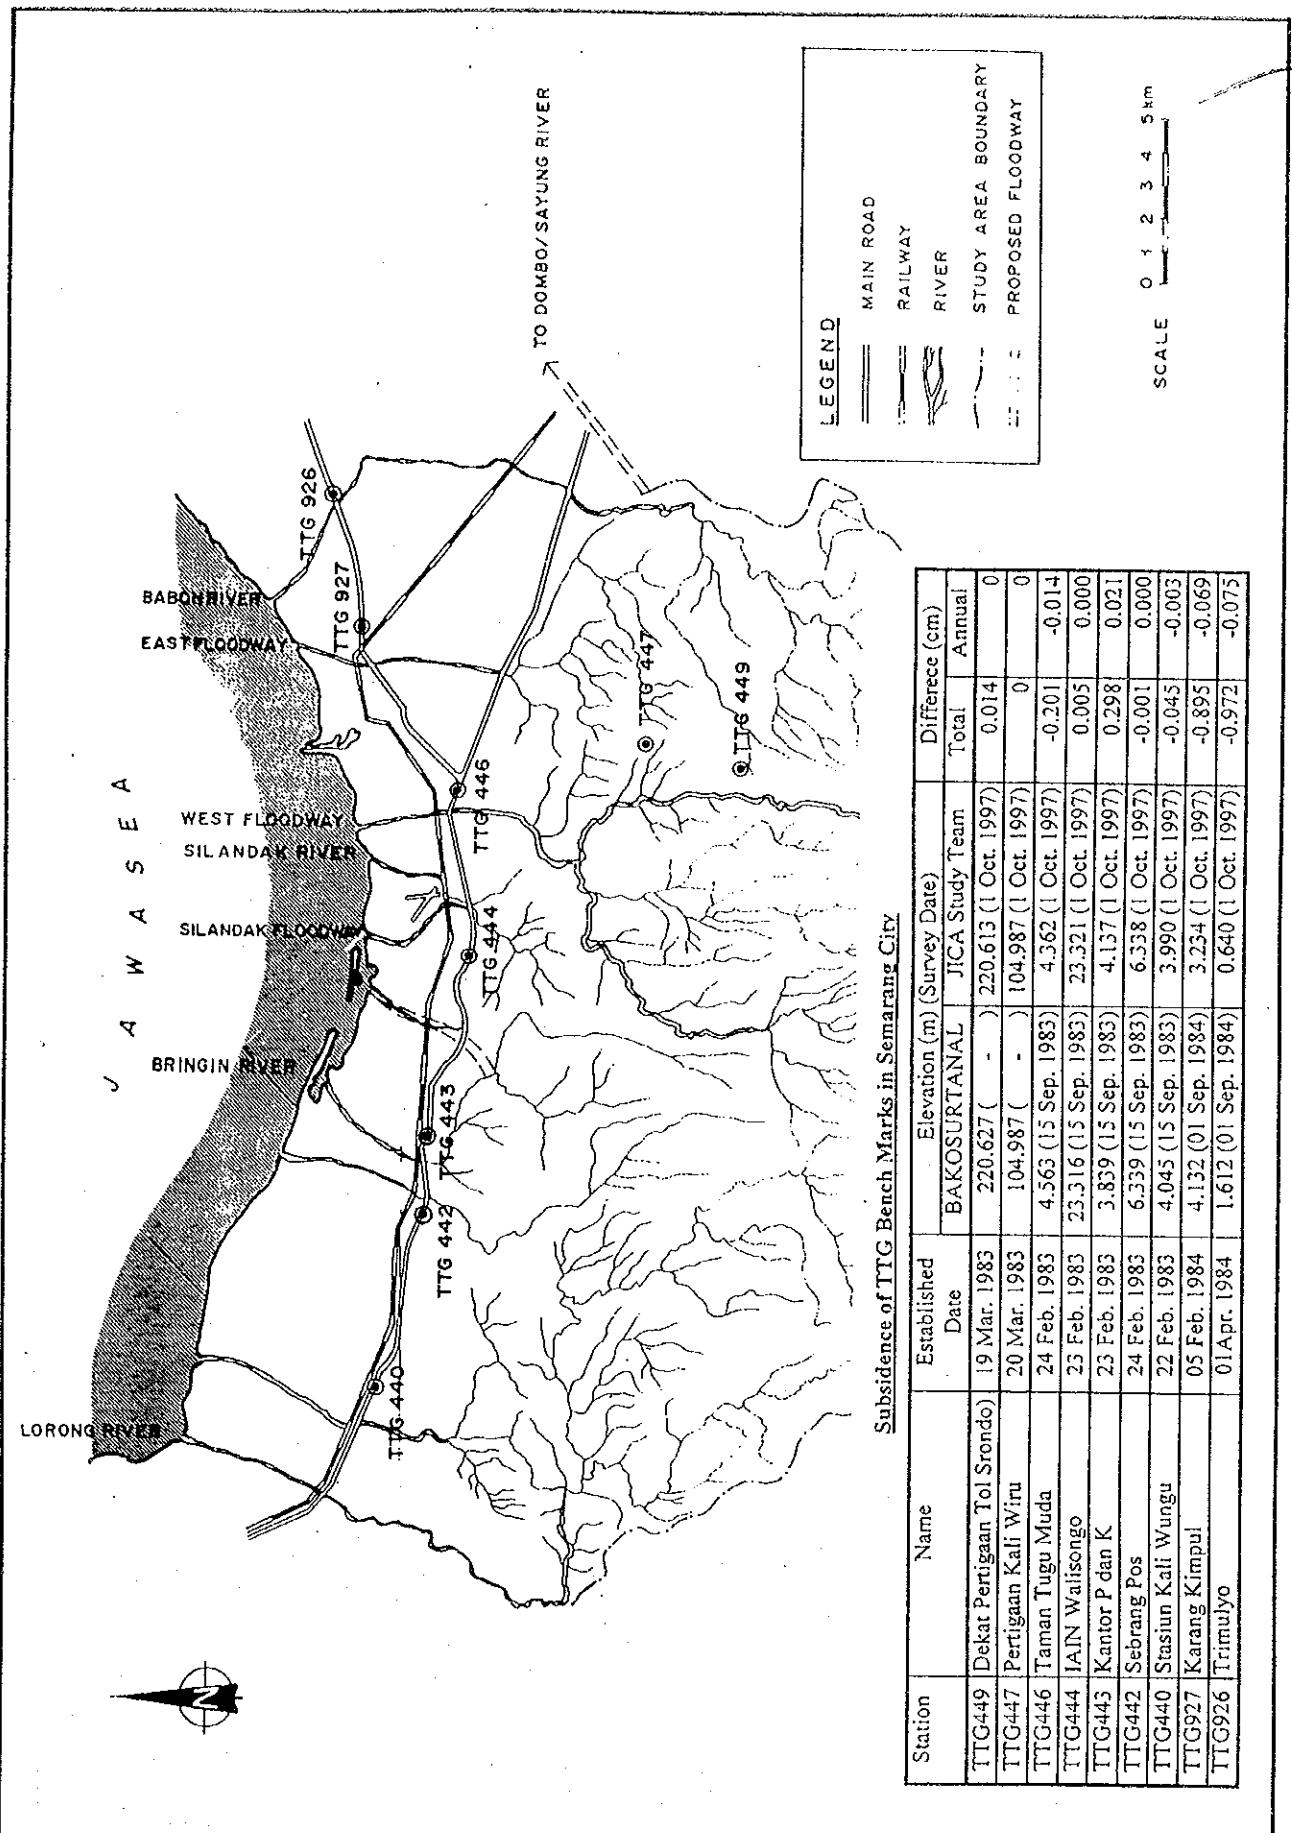 J A W A S E A
LORONG RIVER
BRINGIN RIVER
SILANDAK FLOODWAY
SILANDAK RIVER
WEST FLOODWAY
EAST FLOODWAY
BABON RIVER
TTG 440
TTG 442
TTG 443
TTG 444
TTG 446
TTG 927
TTG 926
TTG 447
TTG 449
TO DOMBO/SAYUNG RIVER
N
LEGEND
MAIN ROAD
RAILWAY
RIVER
STUDY AREA BOUNDARY
PROPOSED FLOODWAY
SCALE 0 1 2 3 4 5 km
Subsidence of TTG Bench Marks in Semarang City
Station Name Established Elevation (m) (Survey Date) Differece (cm)
Date BAKOSURTANAL JICA Study Team Total Annual
TTG449 Dekat Pertigaan Tol Srondo) 19 Mar. 1983 220.627 ( - ) 220.613 (1 Oct. 1997) 0.014 0
TTG447 Pertigaan Kali Wiru 20 Mar. 1983 104.987 ( - ) 104.987 (1 Oct. 1997) 0 0
TTG446 Taman Tugu Muda 24 Feb. 1983 4.563 (15 Sep. 1983) 4.362 (1 Oct. 1997) -0.201 -0.014
TTG444 IAIN Walisongo 23 Feb. 1983 23.316 (15 Sep. 1983) 23.321 (1 Oct. 1997) 0.005 0.000
TTG443 Kantor P dan K 23 Feb. 1983 3.839 (15 Sep. 1983) 4.137 (1 Oct. 1997) 0.298 0.021
TTG442 Sebrang Pos 24 Feb. 1983 6.339 (15 Sep. 1983) 6.338 (1 Oct. 1997) -0.001 0.000
TTG440 Stasiun Kali Wungu 22 Feb. 1983 4.045 (15 Sep. 1983) 3.990 (1 Oct. 1997) -0.045 -0.003
TTG927 Karang Kimpul 05 Feb. 1984 4.132 (01 Sep. 1984) 3.234 (1 Oct. 1997) -0.895 -0.069
TTG926 Trimulyo 01Apr. 1984 1.612 (01 Sep. 1984) 0.640 (1 Oct. 1997) -0.972 -0.075